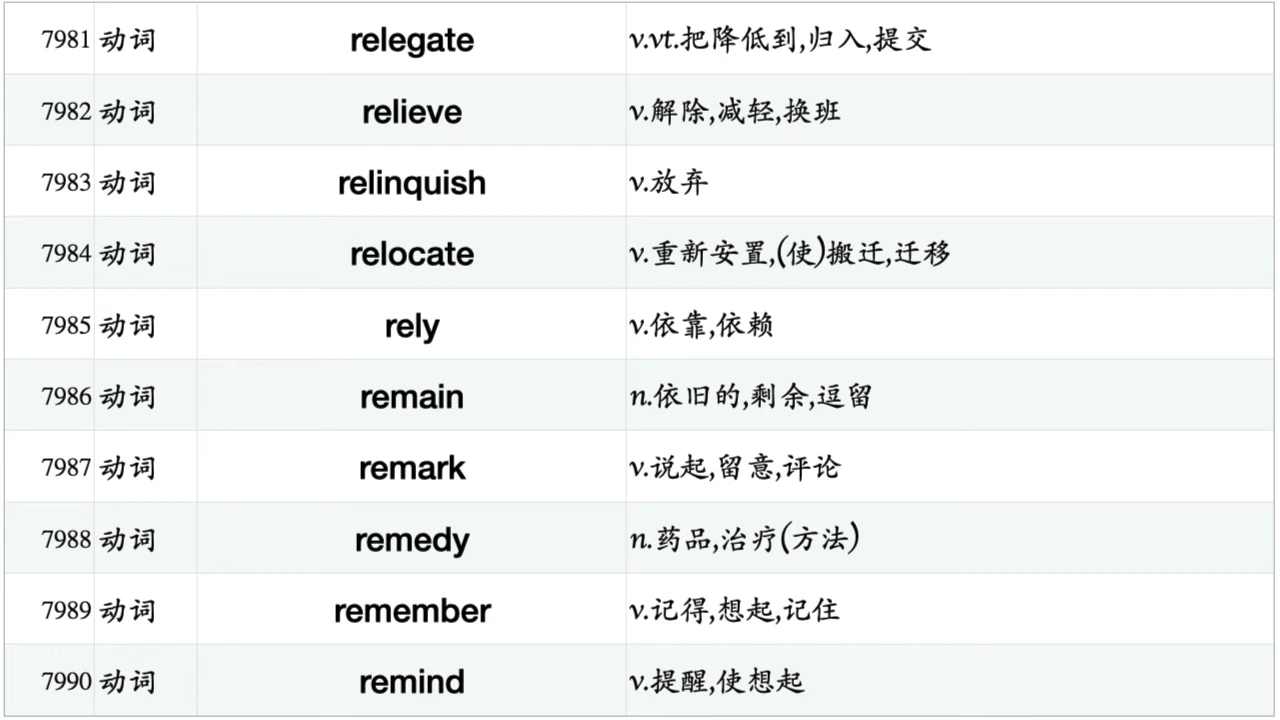 7981 动词 relegate v.vt.把降低到,归入,提交
7982 动词 relieve v.解除,减轻,换班
7983 动词 relinquish v.放弃
7984 动词 relocate v.重新安置,(使)搬迁,迁移
7985 动词 rely v.依靠,依赖
7986 动词 remain n.依旧的,剩余,逗留
7987 动词 remark v.说起,留意,评论
7988 动词 remedy n.药品,治疗(方法)
7989 动词 remember v.记得,想起,记住
7990 动词 remind v.提醒,使想起